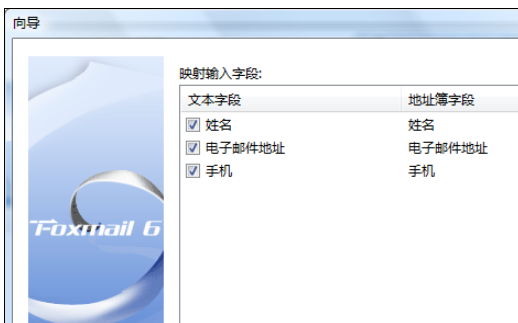 向导
映射输入字段:
文本字段 地址簿字段
姓名 姓名
电子邮件地址 电子邮件地址
手机 手机
Foxmail 6